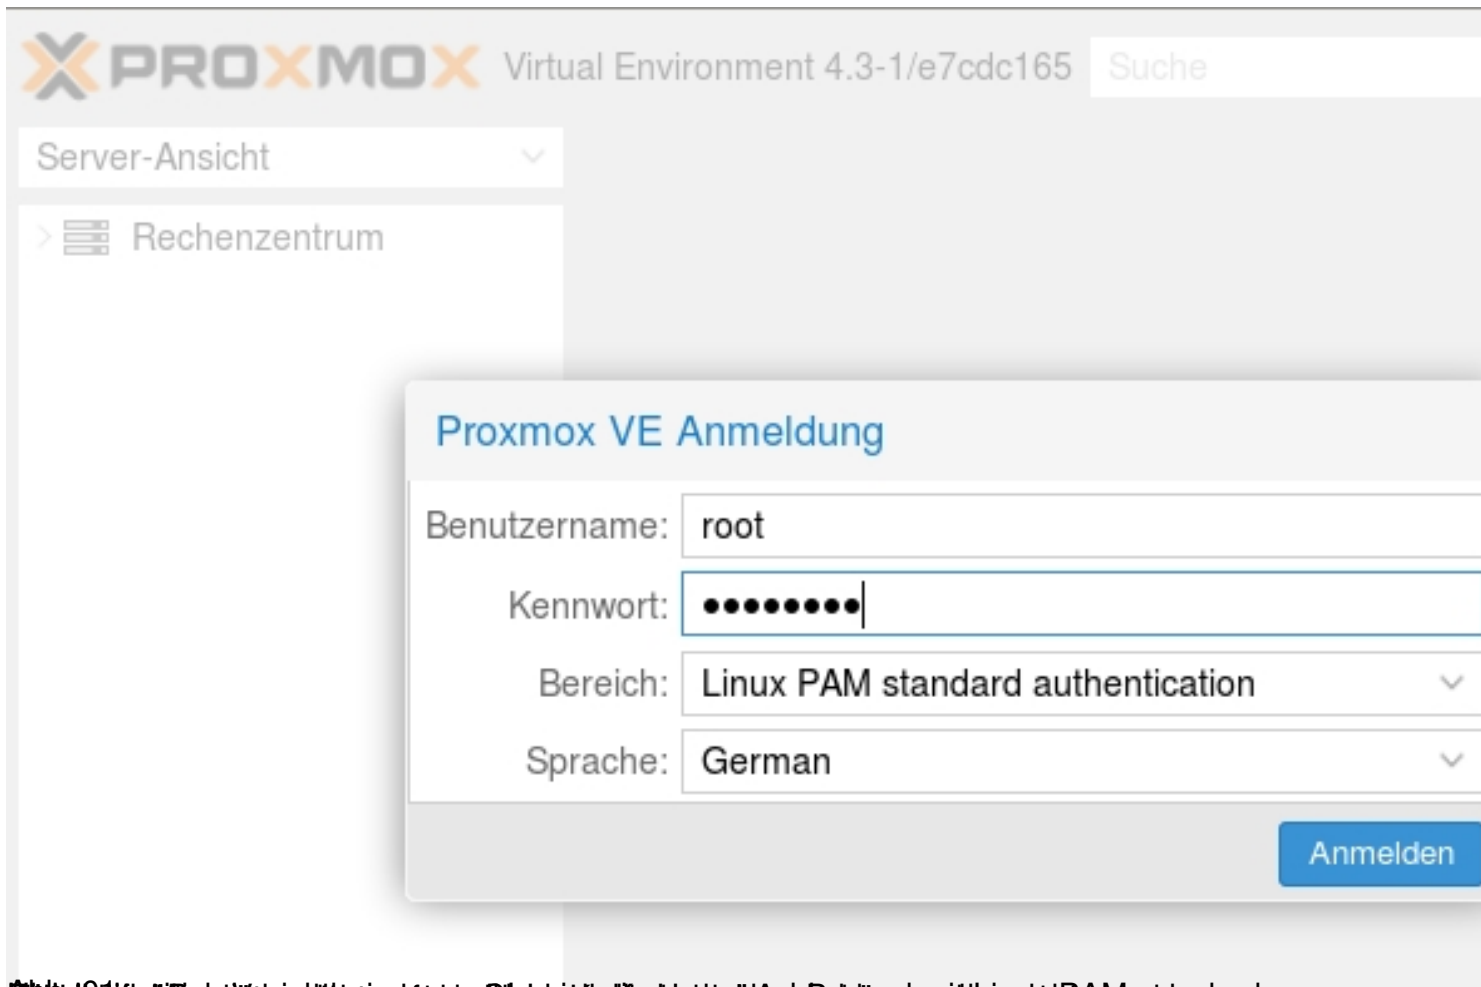 PROXMOX Virtual Environment 4.3-1/e7cdc165 Suche
Server-Ansicht
Rechenzentrum
Proxmox VE Anmeldung
Benutzername: root
Kennwort: ••••••••
Bereich: Linux PAM standard authentication
Sprache: German
Anmelden